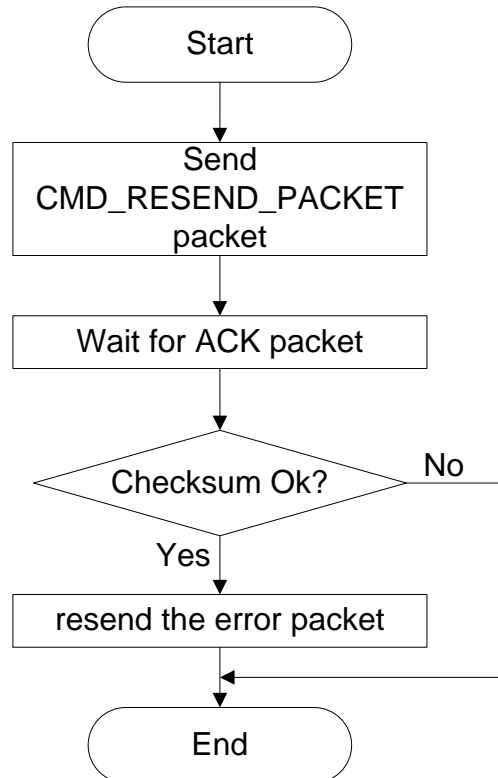 Start
Send
CMD_RESEND_PACKET
packet
Wait for ACK packet
Checksum Ok?
No
Yes
resend the error packet
End